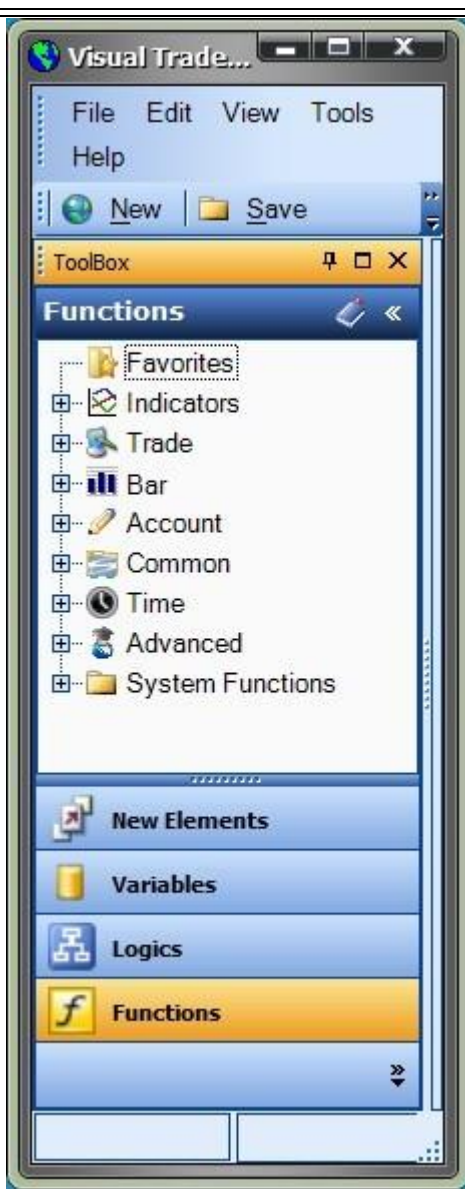 Visual Trade...
File Edit View Tools
Help
New Save
ToolBox
Functions
Favorites
Indicators
Trade
Bar
Account
Common
Time
Advanced
System Functions
New Elements
Variables
Logics
Functions